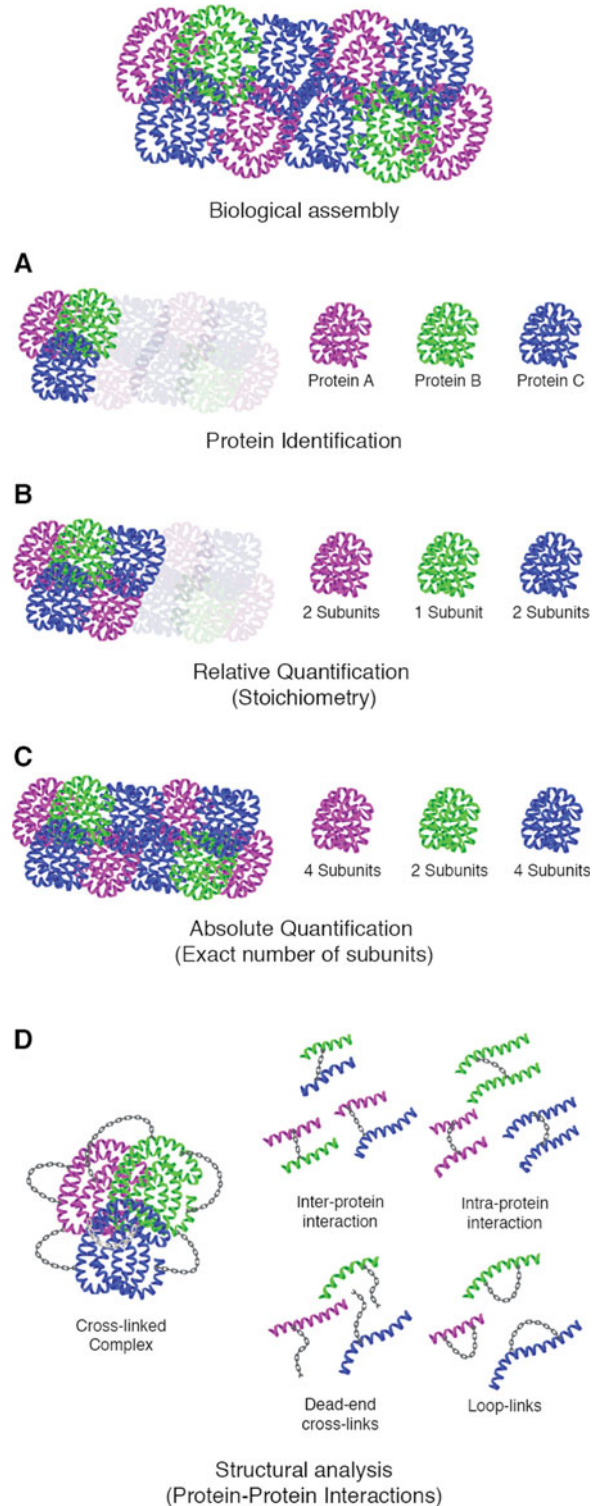 Biological assembly
A
Protein A Protein B Protein C
Protein Identification
B
2 Subunits 1 Subunit 2 Subunits
Relative Quantification
(Stoichiometry)
C
4 Subunits 2 Subunits 4 Subunits
Absolute Quantification
(Exact number of subunits)
D
Inter-protein
interaction
Intra-protein
interaction
Cross-linked
Complex
Dead-end
cross-links
Loop-links
Structural analysis
(Protein-Protein Interactions)